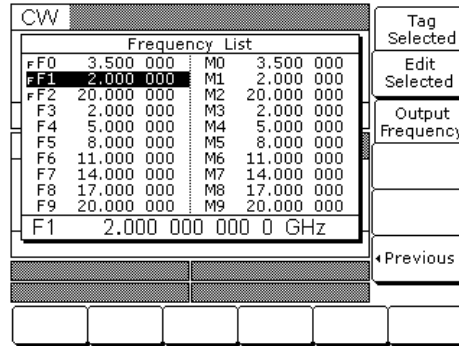 CW
Frequency List
FF0 3.500 000 M0 3.500 000
FF1 2.000 000 M1 2.000 000
FF2 20.000 000 M2 20.000 000
F3 2.000 000 M3 2.000 000
F4 5.000 000 M4 5.000 000
F5 8.000 000 M5 8.000 000
F6 11.000 000 M6 11.000 000
F7 14.000 000 M7 14.000 000
F8 17.000 000 M8 17.000 000
F9 20.000 000 M9 20.000 000
F1 2.000 000 000 0 GHz
Tag
Selected
Edit
Selected
Output
Frequency
Previous